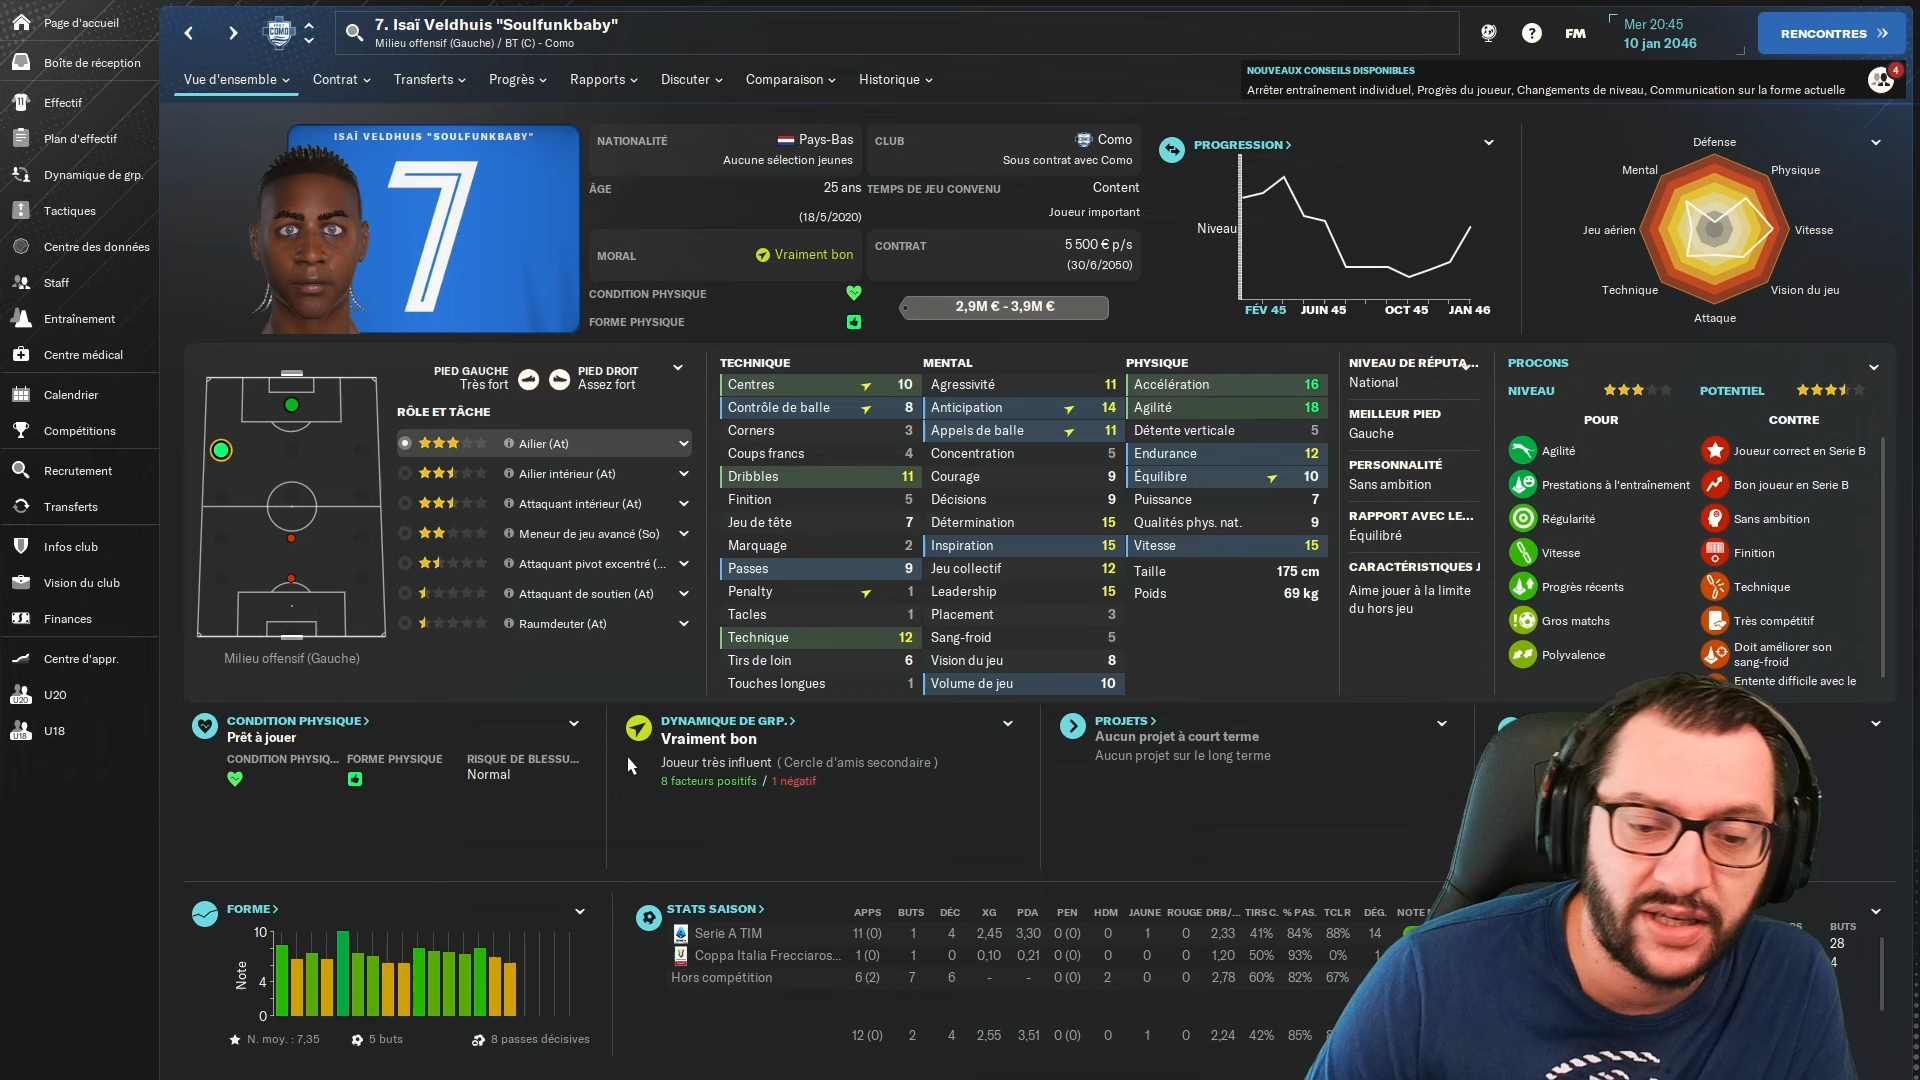 Page d'accueil
Boîte de réception
Effectif
Plan d'effectif
Dynamique de grp.
Tactiques
Centre des données
Staff
Entraînement
Centre médical
Calendrier
Compétitions
Recrutement
Transferts
Infos club
Vision du club
Finances
Centre d'appr.
U20
U20
U18
U18
7. Isaï Veldhuis "Soulfunkbaby"
Milieu offensif (Gauche) / BT (C) - Como
FM
Mer 20:45
10 jan 2046
RENCONTRES
Vue d'ensemble
Contrat
Transferts
Progrès
Rapports
Discuter
Comparaison
Historique
NOUVEAUX CONSEILS DISPONIBLES
Arrêter entraînement individuel, Progrès du joueur, Changements de niveau, Communication sur la forme actuelle
4
ISAÏ VELDHUIS "SOULFUNKBABY"
7
NATIONALITÉ
Pays-Bas
Aucune sélection jeunes
CLUB
Como
Sous contrat avec Como
ÂGE
25 ans
(18/5/2020)
TEMPS DE JEU CONVENU
Content
Joueur important
MORAL
Vraiment bon
CONTRAT
5 500 € p/s
(30/6/2050)
CONDITION PHYSIQUE
FORME PHYSIQUE
2,9M € - 3,9M €
PROGRESSION
Niveau
FÉV 45
JUIN 45
OCT 45
JAN 46
Défense
Mental
Physique
Jeu aérien
Vitesse
Technique
Vision du jeu
Attaque
Milieu offensif (Gauche)
PIED GAUCHE
Très fort
PIED DROIT
Assez fort
RÔLE ET TÂCHE
Ailier (At)
Ailier intérieur (At)
Attaquant intérieur (At)
Meneur de jeu avancé (So)
Attaquant pivot excentré (...
Attaquant de soutien (At)
Raumdeuter (At)
TECHNIQUE
Centres 10
Contrôle de balle 8
Corners 3
Coups francs 4
Dribbles 11
Finition 5
Jeu de tête 7
Marquage 2
Passes 9
Penalty 1
Tacles 1
Technique 12
Tirs de loin 6
Touches longues 1
MENTAL
Agressivité 11
Anticipation 14
Appels de balle 11
Concentration 5
Courage 9
Décisions 9
Détermination 15
Inspiration 15
Jeu collectif 12
Leadership 15
Placement 3
Sang-froid 5
Vision du jeu 8
Volume de jeu 10
PHYSIQUE
Accélération 16
Agilité 18
Détente verticale 5
Endurance 12
Équilibre 10
Puissance 7
Qualités phys. nat. 9
Vitesse 15
Taille 175 cm
Poids 69 kg
NIVEAU DE RÉPUTA...
National
MEILLEUR PIED
Gauche
PERSONNALITÉ
Sans ambition
RAPPORT AVEC LE...
Équilibré
CARACTÉRISTIQUES J
Aime jouer à la limite
du hors jeu
PROCONS
NIVEAU
POTENTIEL
POUR
Agilité
Prestations à l'entraînement
Régularité
Vitesse
Progrès récents
Gros matchs
Polyvalence
CONTRE
Joueur correct en Serie B
Bon joueur en Serie B
Sans ambition
Finition
Technique
Très compétitif
Doit améliorer son
sang-froid
Entente difficile avec le
CONDITION PHYSIQUE
Prêt à jouer
CONDITION PHYSIQ...
FORME PHYSIQUE
RISQUE DE BLESSU...
Normal
DYNAMIQUE DE GRP.
Vraiment bon
Joueur très influent ( Cercle d'amis secondaire )
8 facteurs positifs / 1 négatif
PROJETS
Aucun projet à court terme
Aucun projet sur le long terme
FORME
Note
10
4
0
N. moy. : 7,35
5 buts
8 passes décisives
STATS SAISON
APPS BUTS DÉC XG PDA PEN HDM JAUNE ROUGE DRB/... TIRS C. % PAS. TCL R DÉG.
Serie A TIM 11 (0) 1 4 2,45 3,30 0 (0) 0 1 0 2,33 41% 84% 88% 14
Coppa Italia Frecciaros... 1 (0) 1 0 0,10 0,21 0 (0) 0 0 0 1,20 50% 93% 0% 1
Hors compétition 6 (2) 7 6 - - 0 (0) 2 0 0 2,78 60% 82% 67%
12 (0) 2 4 2,55 3,51 0 (0) 0 1 0 2,24 42% 85%
BUTS
28
4